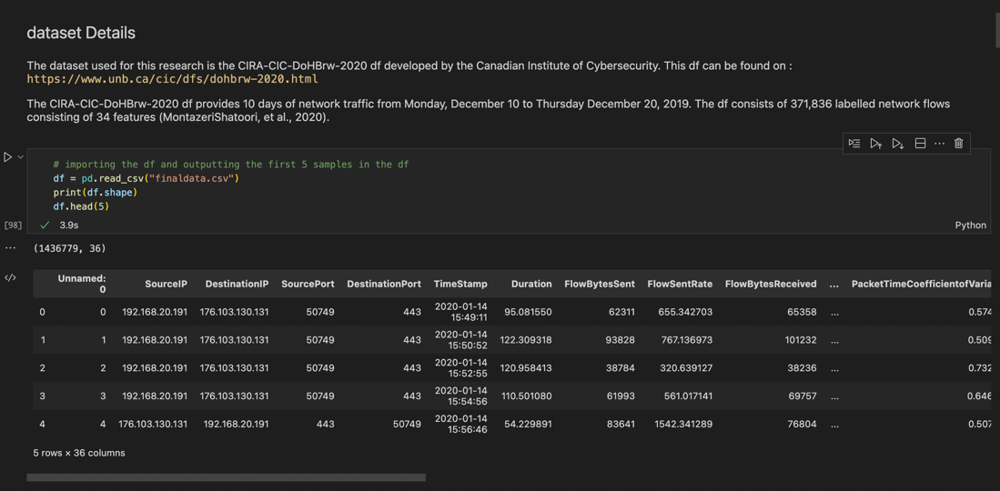 dataset Details
The dataset used for this research is the CIRA-CIC-DoHBrw-2020 df developed by the Canadian Institute of Cybersecurity. This df can be found on :
https://www.unb.ca/cic/dfs/dohbrw-2020.html
The CIRA-CIC-DoHBrw-2020 df provides 10 days of network traffic from Monday, December 10 to Thursday December 20, 2019. The df consists of 371,836 labelled network flows
consisting of 34 features (MontazeriShatoori, et al., 2020).
# importing the df and outputting the first 5 samples in the df
df = pd.read_csv("finaldata.csv")
print(df.shape)
df.head(5)
[98] 3.9s Python
(1436779, 36)
Unnamed: 0 SourceIP DestinationIP SourcePort DestinationPort TimeStamp Duration FlowBytesSent FlowSentRate FlowBytesReceived ... PacketTimeCoefficientofVaria
0 0 192.168.20.191 176.103.130.131 50749 443 2020-01-14 15:49:11 95.081550 62311 655.342703 65358 ... 0.574
1 1 192.168.20.191 176.103.130.131 50749 443 2020-01-14 15:50:52 122.309318 93828 767.136973 101232 ... 0.509
2 2 192.168.20.191 176.103.130.131 50749 443 2020-01-14 15:52:55 120.958413 38784 320.639127 38236 ... 0.732
3 3 192.168.20.191 176.103.130.131 50749 443 2020-01-14 15:54:56 110.501080 61993 561.017141 69757 ... 0.646
4 4 176.103.130.131 192.168.20.191 443 50749 2020-01-14 15:56:46 54.229891 83641 1542.341289 76804 ... 0.507
5 rows × 36 columns